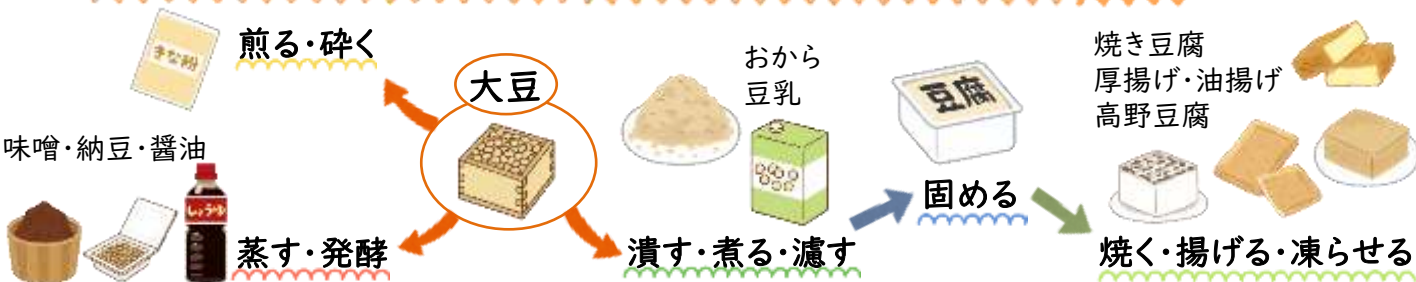 きな粉
煎る・砕く
大豆
味噌・納豆・醤油
しょうゆ
蒸す・発酵
おから
豆乳
潰す・煮る・濾す
豆腐
固める
焼き豆腐
厚揚げ・油揚げ
高野豆腐
焼く・揚げる・凍らせる